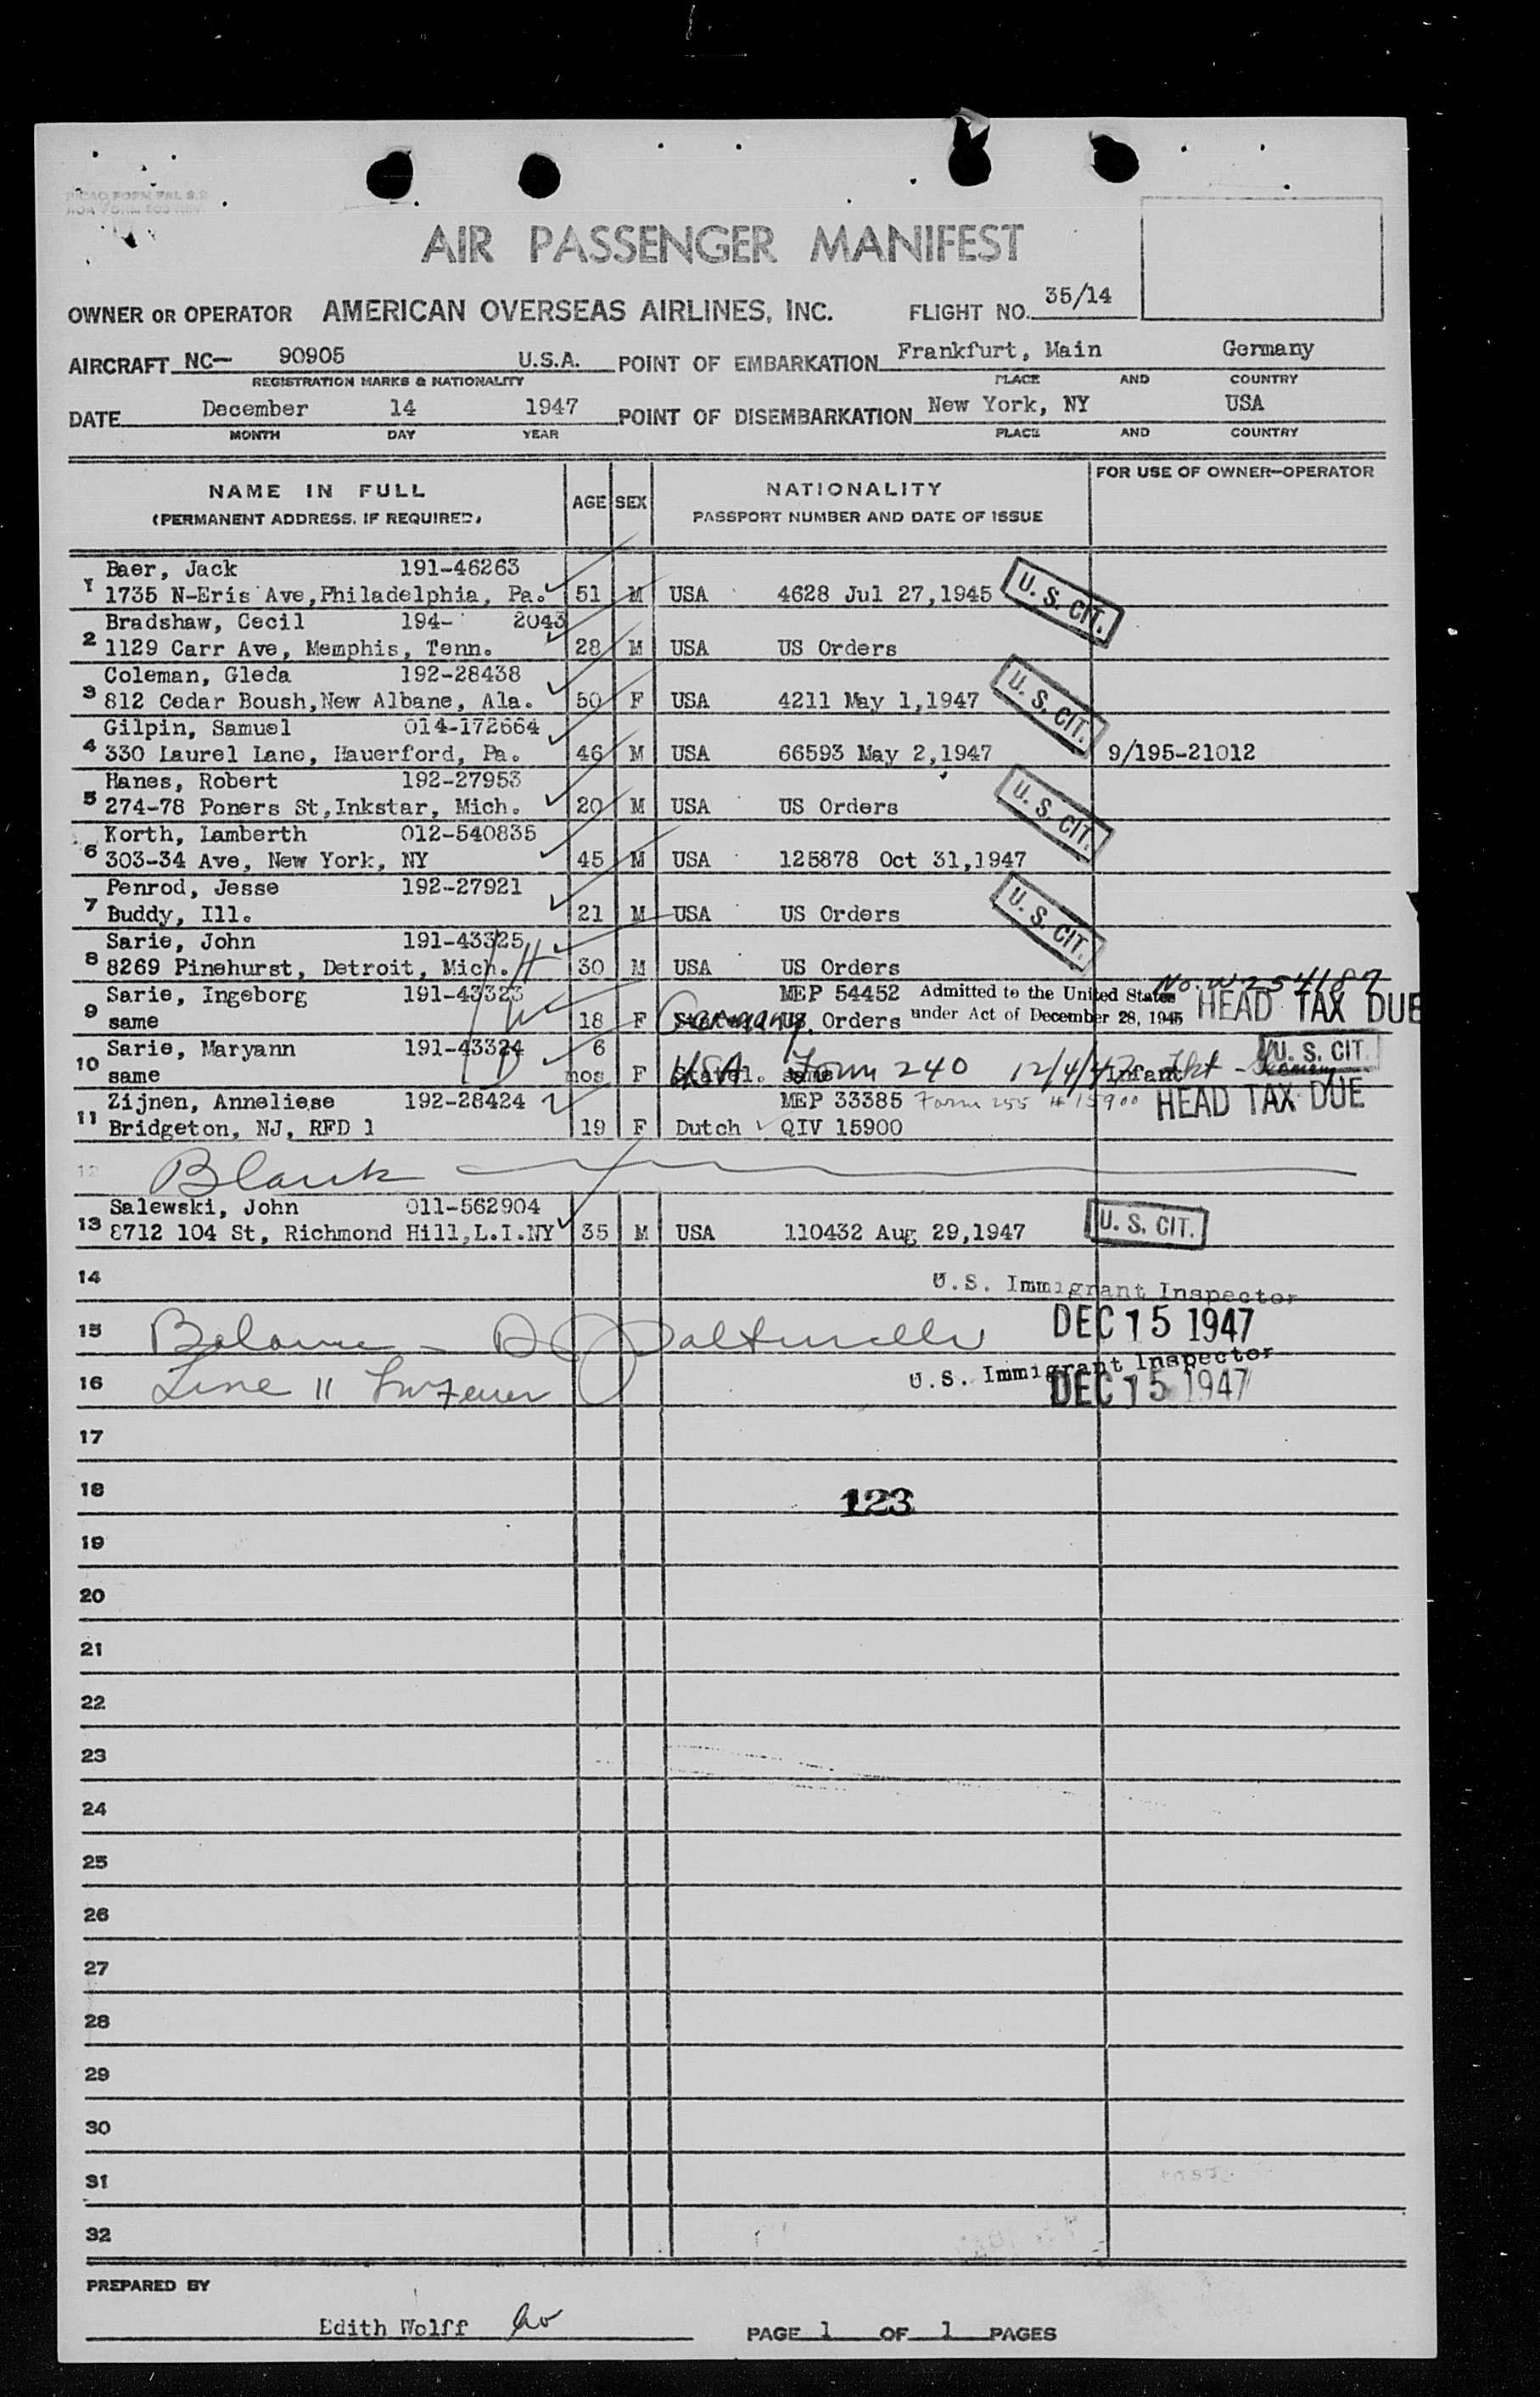 AIR PASSENGER MANIFEST
OWNER OR OPERATOR AMERICAN OVERSEAS AIRLINES, INC. FLIGHT NO. 35/14
AIRCRAFT NC— 90905 U.S.A. POINT OF EMBARKATION Frankfurt, Main Germany
REGISTRATION MARKS & NATIONALITY PLACE AND COUNTRY
DATE December 14 1947 POINT OF DISEMBARKATION New York, NY USA
MONTH DAY YEAR PLACE AND COUNTRY
NAME IN FULL AGE SEX NATIONALITY FOR USE OF OWNER-OPERATOR
(PERMANENT ADDRESS, IF REQUIRED) PASSPORT NUMBER AND DATE OF ISSUE
Baer, Jack 191-46263
1 1735 N-Eris Ave,Philadelphia, Pa. 51 M USA 4628 Jul 27,1945 U. S. CIT.
Bradshaw, Cecil 194- 2043
2 1129 Carr Ave, Memphis, Tenn. 28 M USA US Orders
Coleman, Gleda 192-28438
3 812 Cedar Boush,New Albane, Ala. 50 F USA 4211 May 1,1947 U. S. CIT.
Gilpin, Samuel 014-172664
4 330 Laurel Lane, Hauerford, Pa. 46 M USA 66593 May 2,1947 9/195-21012
Hanes, Robert 192-27953
5 274-78 Poners St,Inkstar, Mich. 20 M USA US Orders U. S. CIT.
Korth, Lamberth 012-540835
6 303-34 Ave, New York, NY 45 M USA 125878 Oct 31,1947
Penrod, Jesse 192-27921
7 Buddy, Ill. 21 M USA US Orders U. S. CIT.
Sarie, John 191-43325
8 8269 Pinehurst, Detroit, Mich. H 30 M USA US Orders
Sarie, Ingeborg 191-43323 W MEP 54452 Admitted to the United States No. W254187
9 same 18 F Germany US Orders under Act of December 28, 1945 HEAD TAX DUE
Sarie, Maryann 191-43324 D 6 U. S. CIT.
10 same mos F USA same Form 240 12/4/47 Infant Fkt - Germany
Zijnen, Anneliese 192-28424 MEP 33385 Form 255 # 15900 HEAD TAX DUE
11 Bridgeton, NJ, RFD 1 19 F Dutch QIV 15900
12 Blank
Salewski, John 011-562904
13 8712 104 St, Richmond Hill,L.I.NY 35 M USA 110432 Aug 29,1947 U. S. CIT.
14 U.S. Immigrant Inspector
15 Balance - DEC 15 1947
U.S. Immigrant Inspector
16 Line 11 DEC 15 1947
17
18 123
19
20
21
22
23
24
25
26
27
28
29
30
31
32
PREPARED BY
Edith Wolff PAGE 1 OF 1 PAGES